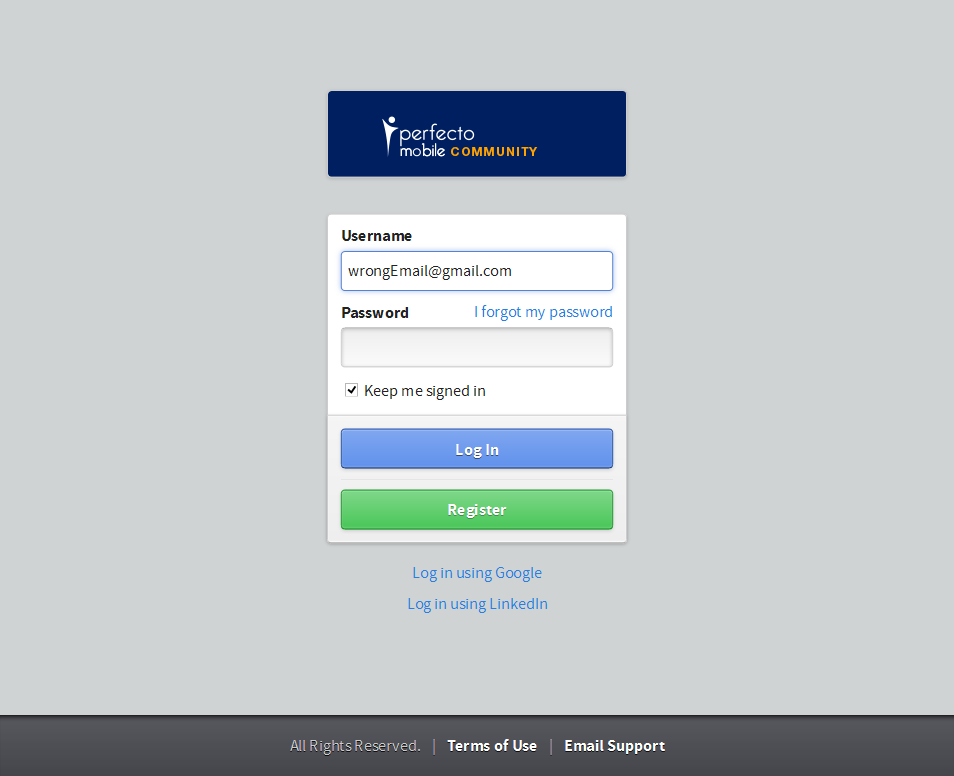 perfecto
mobile COMMUNITY
Username
wrongEmail@gmail.com
Password I forgot my password
Keep me signed in
Log In
Register
Log in using Google
Log in using LinkedIn
All Rights Reserved. | Terms of Use | Email Support